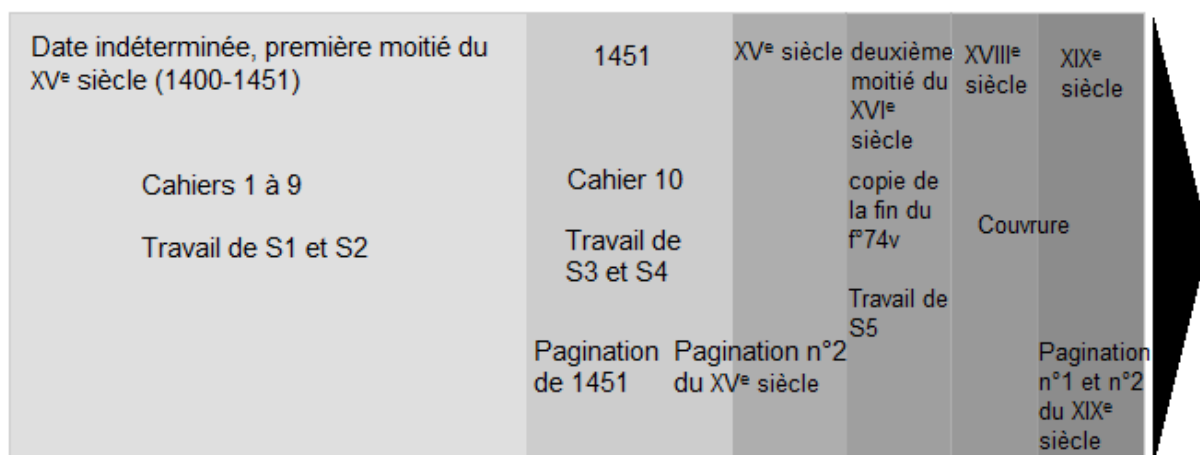 Date indéterminée, première moitié du
XVe siècle (1400-1451)
Cahiers 1 à 9
Travail de S1 et S2
1451
Cahier 10
Travail de
S3 et S4
Pagination
de 1451
XVe siècle
Pagination n°2
du XVe siècle
deuxième
moitié du
XVIe
siècle
copie de
la fin du
f°74v
Travail de
S5
XVIIIe
siècle
Couvrure
XIXe
siècle
Pagination
n°1 et n°2
du XIXe
siècle